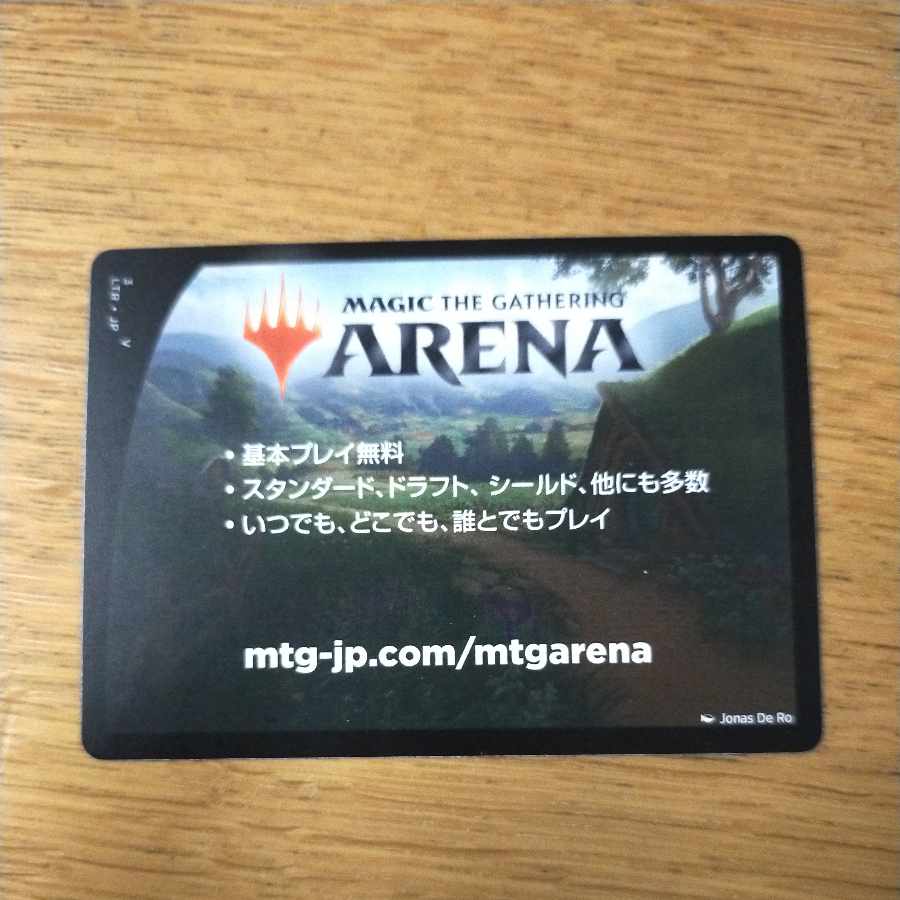 MAGIC THE GATHERING
ARENA
・基本プレイ無料
・スタンダード、ドラフト、シールド、他にも多数
・いつでも、どこでも、誰とでもプレイ
mtg-jp.com/mtgarena
Jonas De Ro
LTR • JP